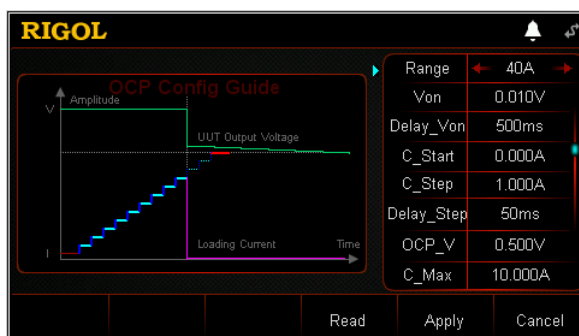 RIGOL
OCP Config Guide
Amplitude
V
UUT Output Voltage
Loading Current
Time
I
Range 40A
Von 0.010V
Delay_Von 500ms
C_Start 0.000A
C_Step 1.000A
Delay_Step 50ms
OCP_V 0.500V
C_Max 10.000A
Read Apply Cancel